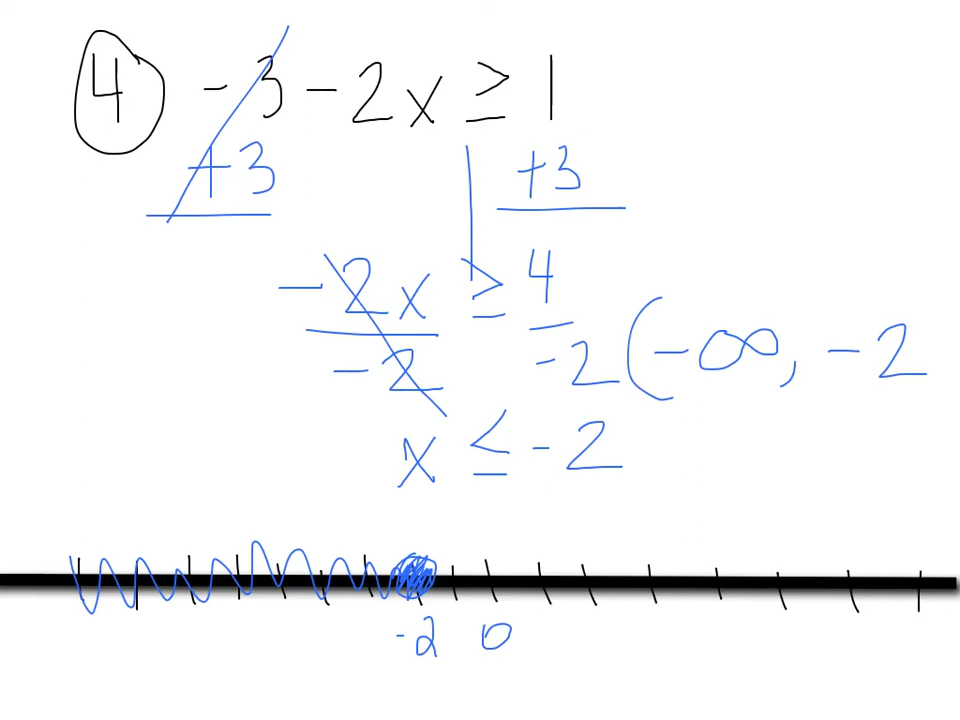 4 -3 - 2x ≥ 1
+3 +3
-2x ≥ 4
-2 -2 (-∞, -2
x ≤ -2
-2 0